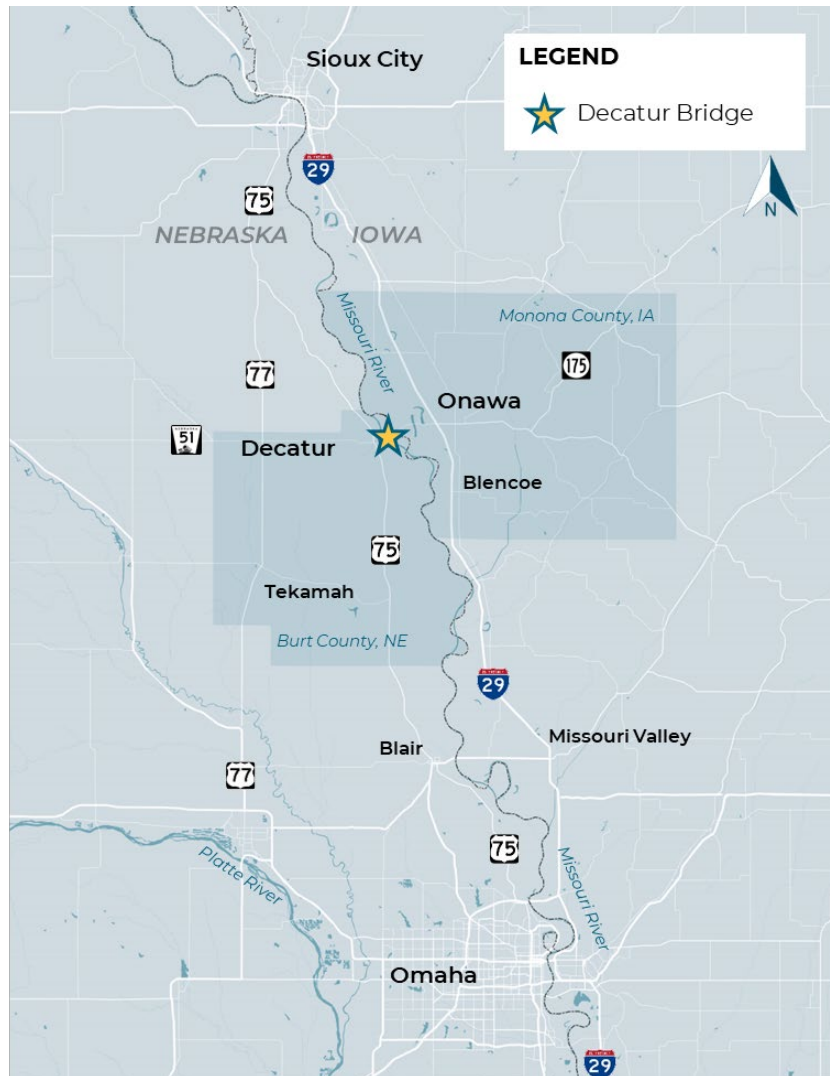 Sioux City
LEGEND
Decatur Bridge
29
75
N
NEBRASKA
IOWA
Missouri River
Monona County, IA
175
77
Onawa
51
Decatur
Blencoe
75
Tekamah
Burt County, NE
29
Missouri Valley
Blair
77
75
Platte River
Missouri River
Omaha
29